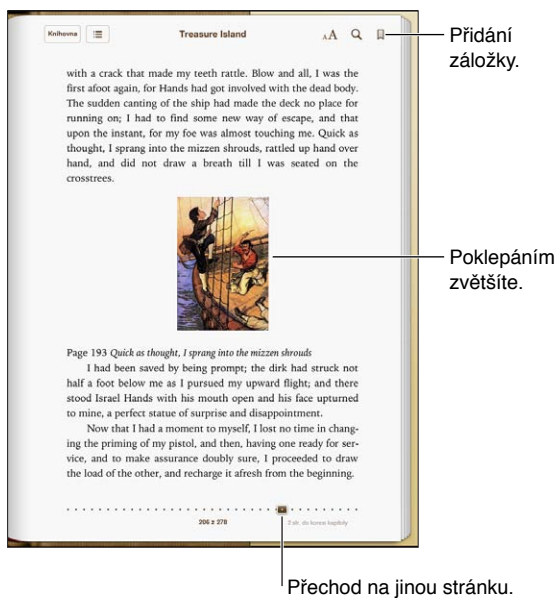 Knihovna
Treasure Island
AA
Přidání
záložky.
with a crack that made my teeth rattle. Blow and all, I was the
first afoot again, for Hands had got involved with the dead body.
The sudden canting of the ship had made the deck no place for
running on; I had to find some new way of escape, and that
upon the instant, for my foe was almost touching me. Quick as
thought, I sprang into the mizzen shrouds, rattled up hand over
hand, and did not draw a breath till I was seated on the
crosstrees.
Poklepáním
zvětšíte.
Page 193 Quick as thought, I sprang into the mizzen shrouds
I had been saved by being prompt; the dirk had struck not
half a foot below me as I pursued my upward flight; and there
stood Israel Hands with his mouth open and his face upturned
to mine, a perfect statue of surprise and disappointment.
Now that I had a moment to myself, I lost no time in chang-
ing the priming of my pistol, and then, having one ready for ser-
vice, and to make assurance doubly sure, I proceeded to draw
the load of the other, and recharge it afresh from the beginning.
206 z 278
2 str. do konce kapitoly
Přechod na jinou stránku.